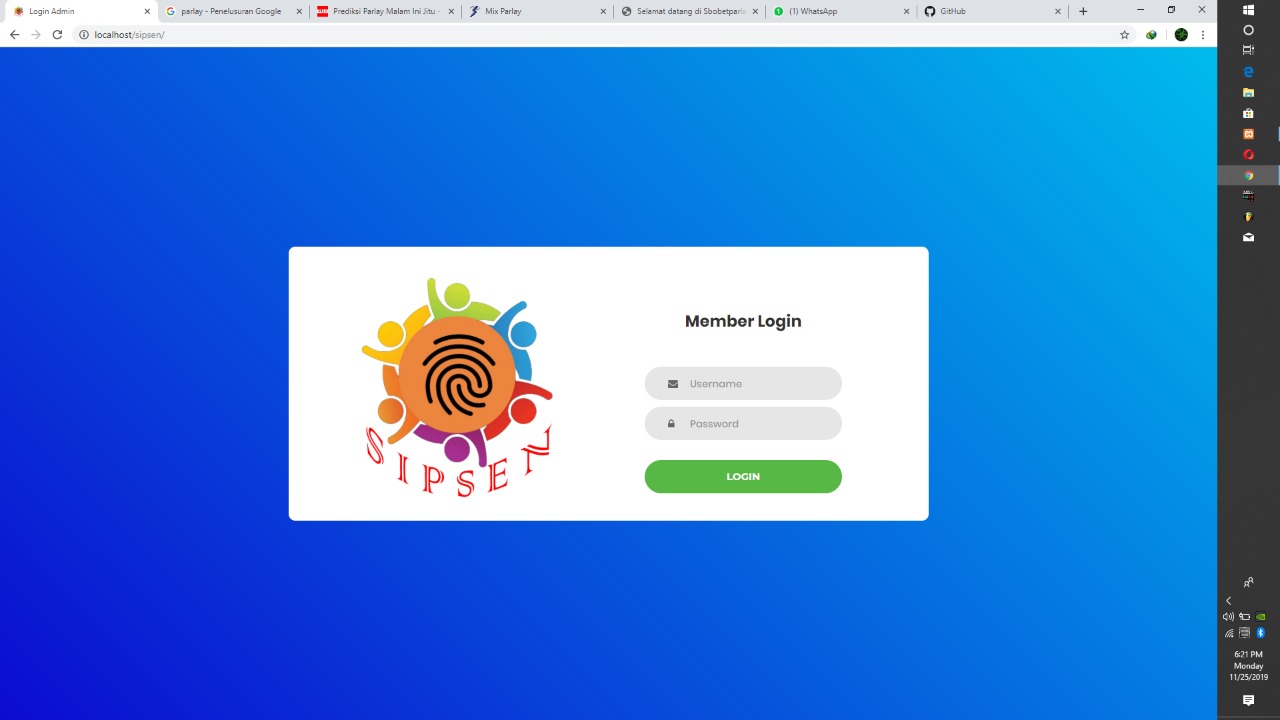 Login Admin
parlay - Penelusuran Google
Prediksi Parlay Malam Ini Jitu -
Mix Parlay
Selamat datang di Sbobetparla
(1) WhatsApp
GitHub
localhost/sipsen/
Member Login
Username
Password
LOGIN
SIPSEN
6:21 PM
Monday
11/25/2019